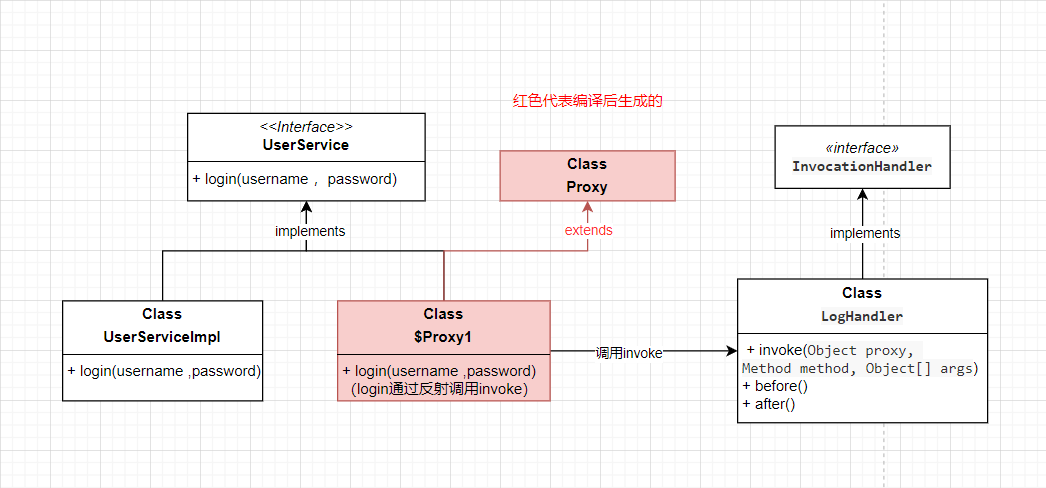 红色代表编译后生成的
<<Interface>>
UserService
+ login(username ，password)
Class
Proxy
«interface»
InvocationHandler
implements
extends
implements
Class
UserServiceImpl
+ login(username ,password)
Class
$Proxy1
+ login(username ,password)
（login通过反射调用invoke）
调用invoke
Class
LogHandler
+ invoke(Object proxy,
Method method, Object[] args)
+ before()
+ after()